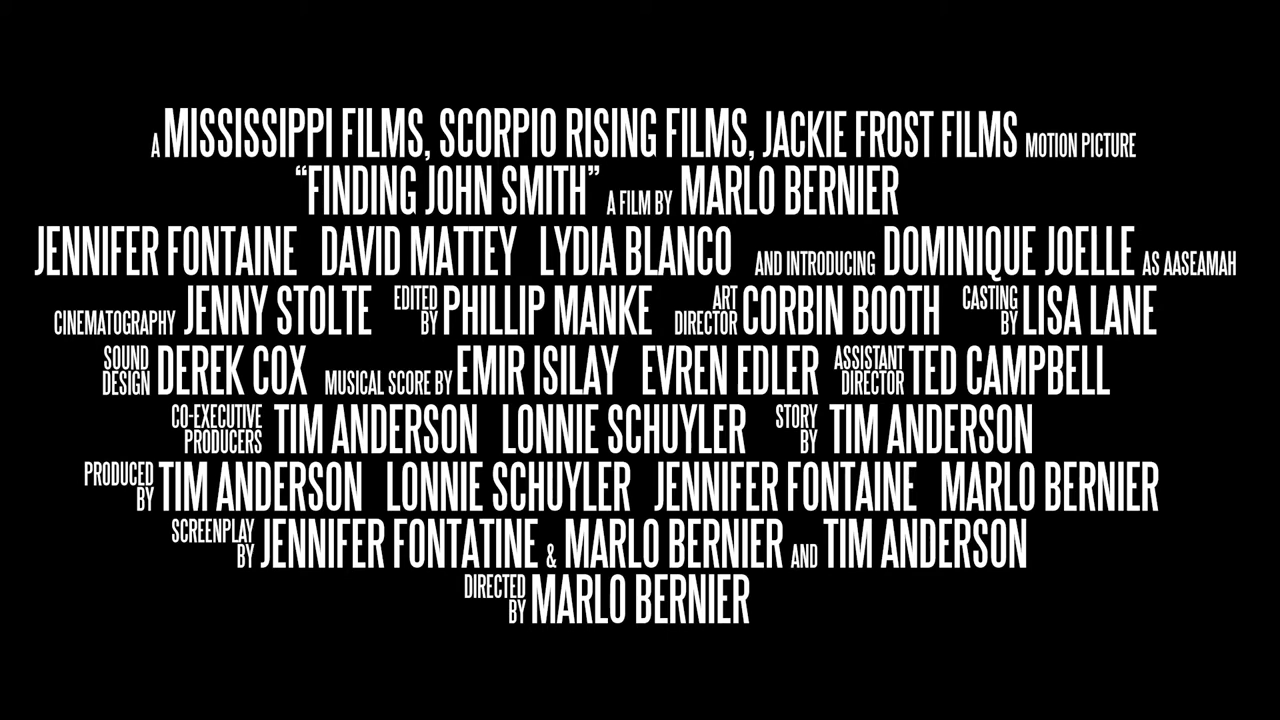 A MISSISSIPPI FILMS, SCORPIO RISING FILMS, JACKIE FROST FILMS MOTION PICTURE
“FINDING JOHN SMITH” A FILM BY MARLO BERNIER
JENNIFER FONTAINE DAVID MATTEY LYDIA BLANCO AND INTRODUCING DOMINIQUE JOELLE AS AASEAMAH
CINEMATOGRAPHY JENNY STOLTE EDITED BY PHILLIP MANKE ART DIRECTOR CORBIN BOOTH CASTING BY LISA LANE
SOUND DESIGN DEREK COX MUSICAL SCORE BY EMIR ISILAY EVREN EDLER ASSISTANT DIRECTOR TED CAMPBELL
CO-EXECUTIVE PRODUCERS TIM ANDERSON LONNIE SCHUYLER STORY BY TIM ANDERSON
PRODUCED BY TIM ANDERSON LONNIE SCHUYLER JENNIFER FONTAINE MARLO BERNIER
SCREENPLAY BY JENNIFER FONTATINE & MARLO BERNIER AND TIM ANDERSON
DIRECTED BY MARLO BERNIER